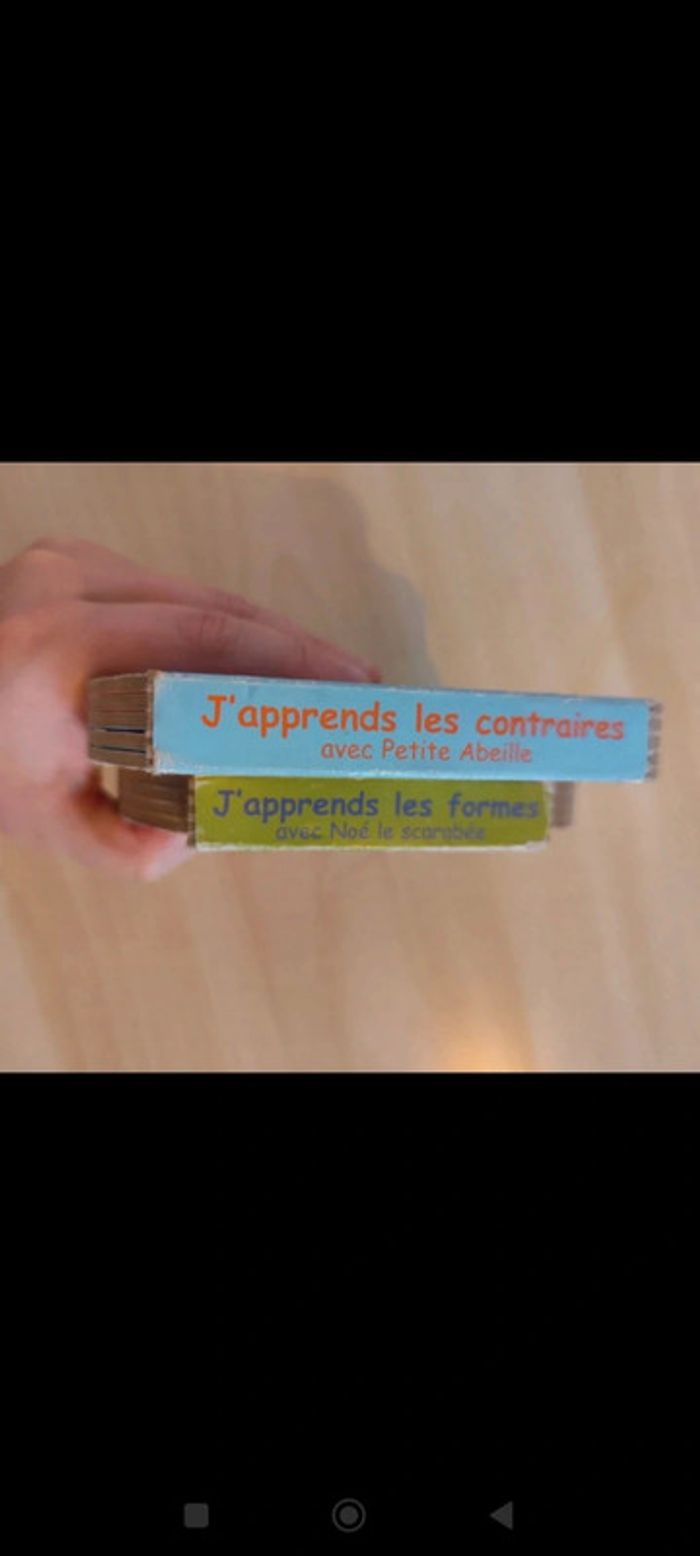 J'apprends les contraires
avec Petite Abeille
J'apprends les formes
avec Noé le scarabée